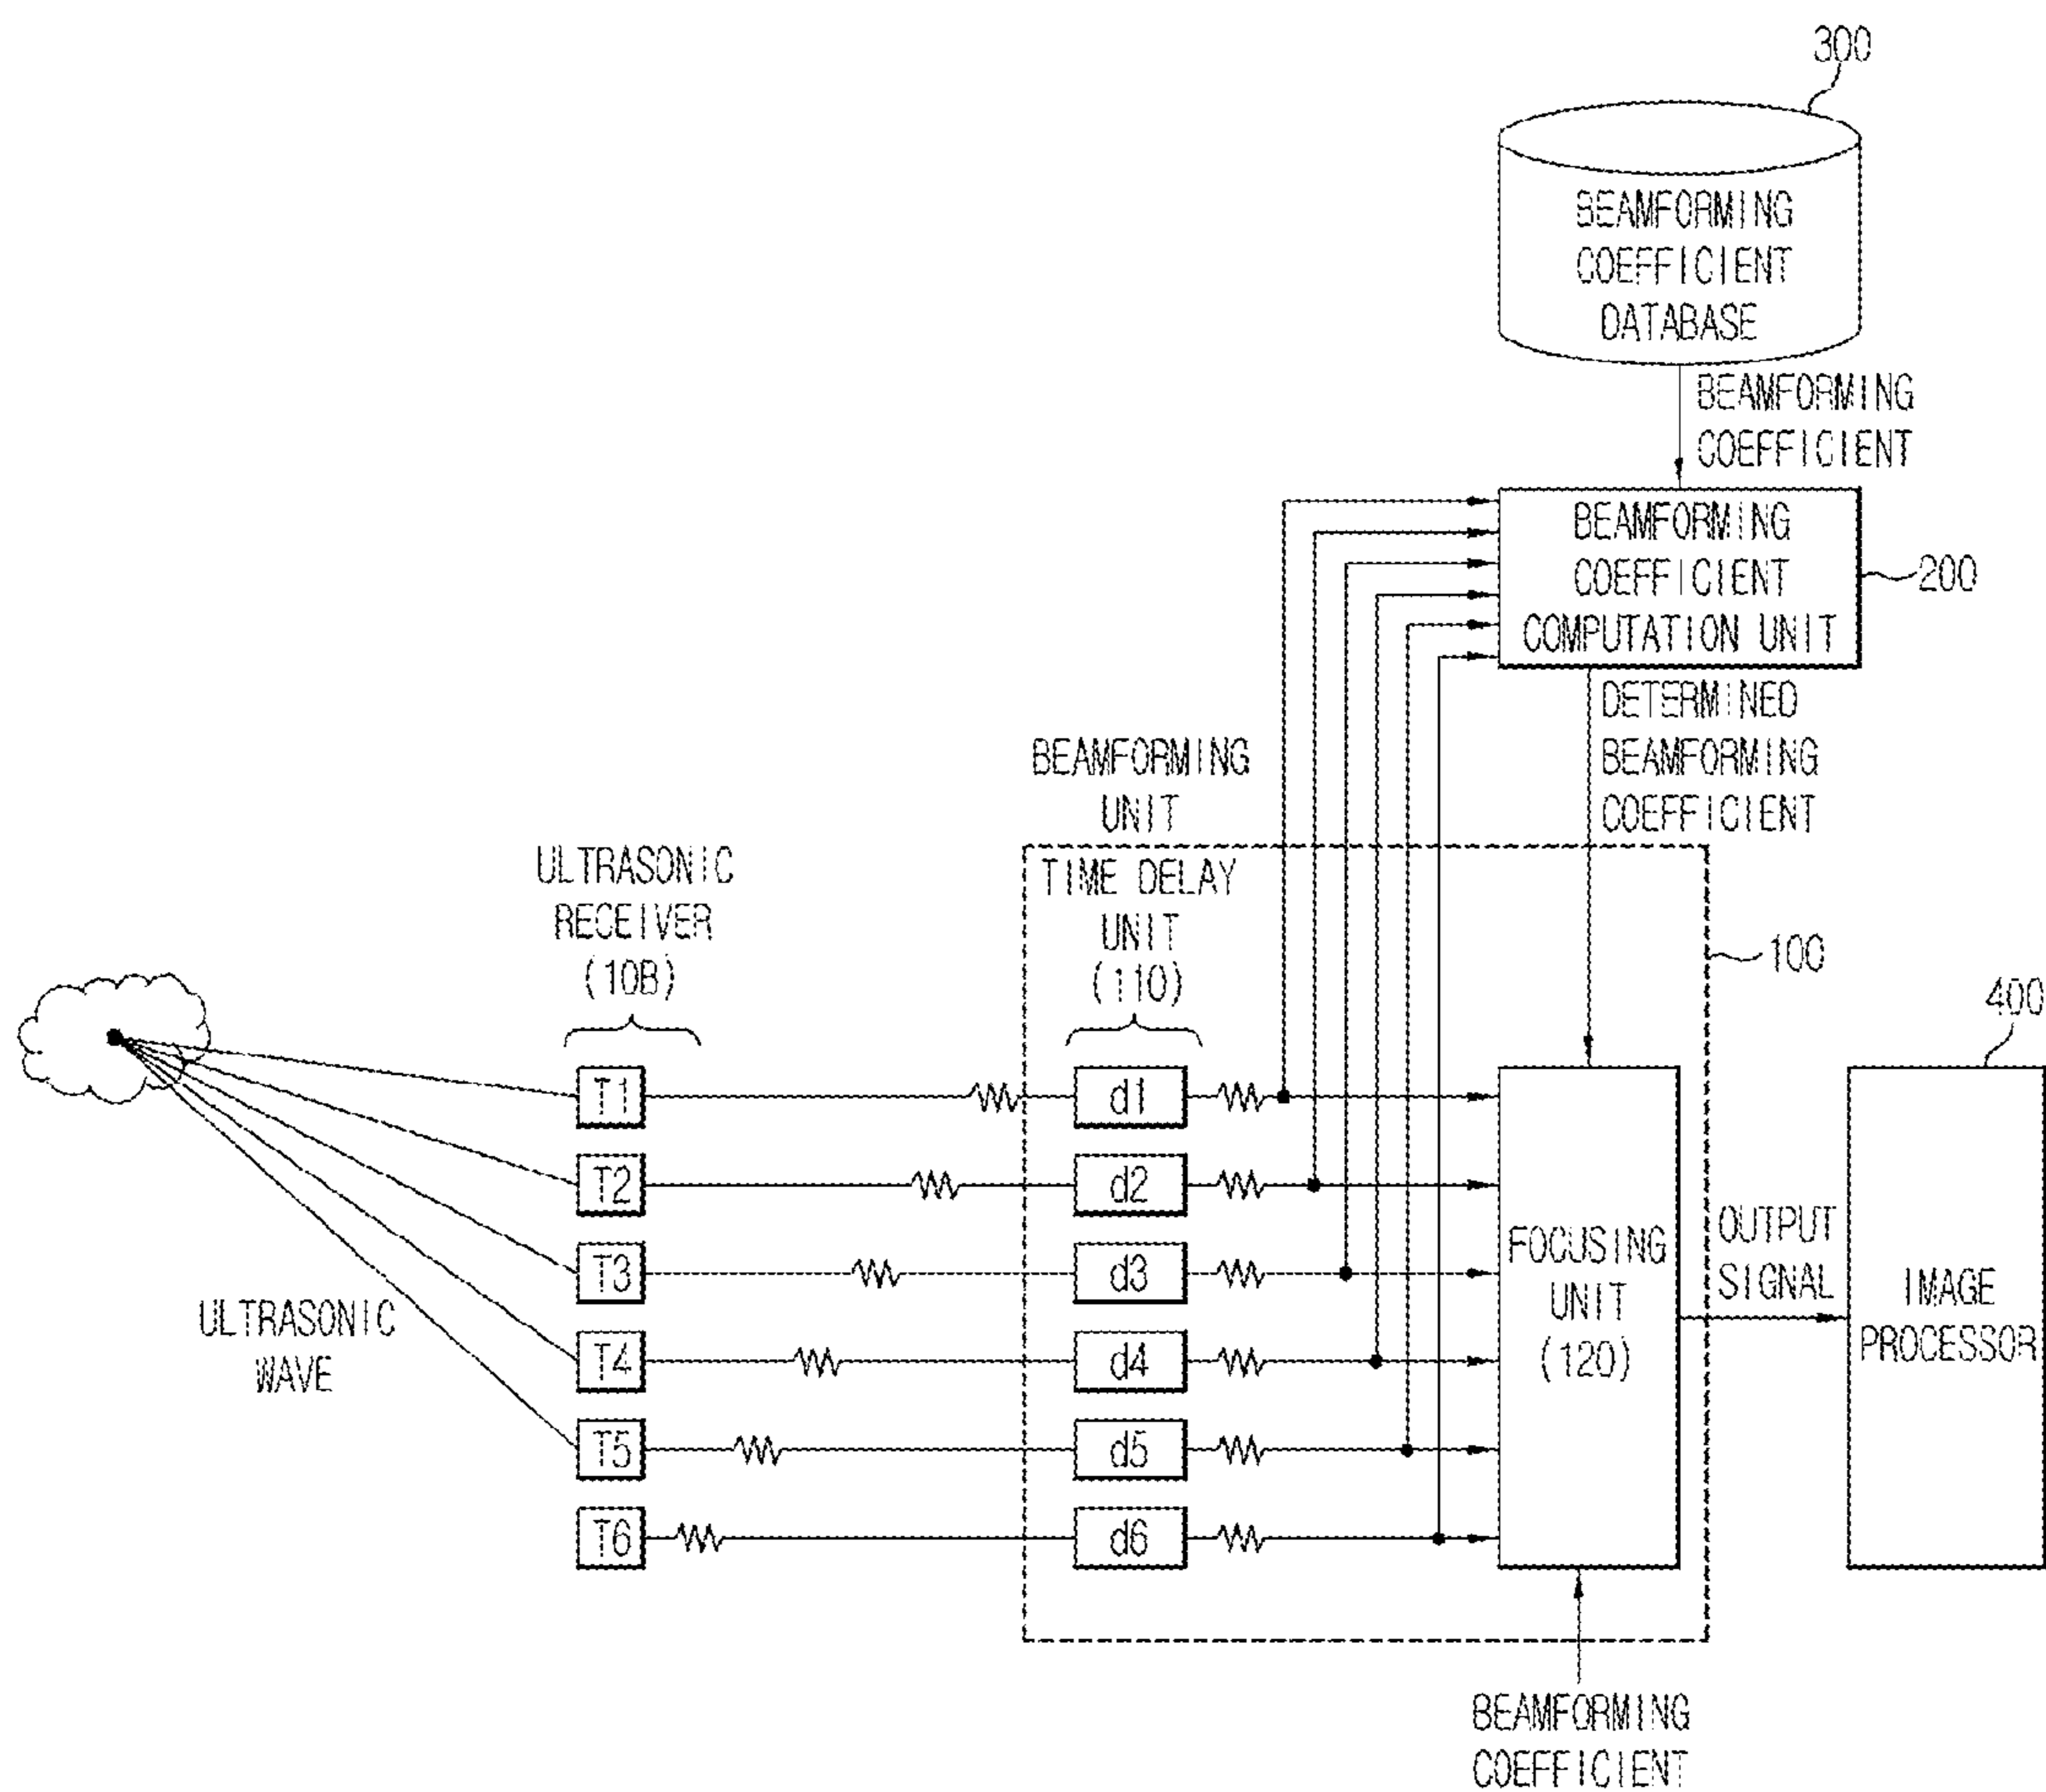 300
BEAMFORMING
COEFFICIENT
DATABASE
BEAMFORMING
COEFFICIENT
BEAMFORMING
COEFFICIENT
COMPUTATION UNIT
200
DETERMINED
BEAMFORMING
COEFFICIENT
BEAMFORMING
UNIT
ULTRASONIC
RECEIVER
(10B)
TIME DELAY
UNIT
(110)
100
400
T1
d1
T2
d2
T3
d3
T4
d4
T5
d5
T6
d6
ULTRASONIC
WAVE
FOCUSING
UNIT
(120)
OUTPUT
SIGNAL
IMAGE
PROCESSOR
BEAMFORMING
COEFFICIENT